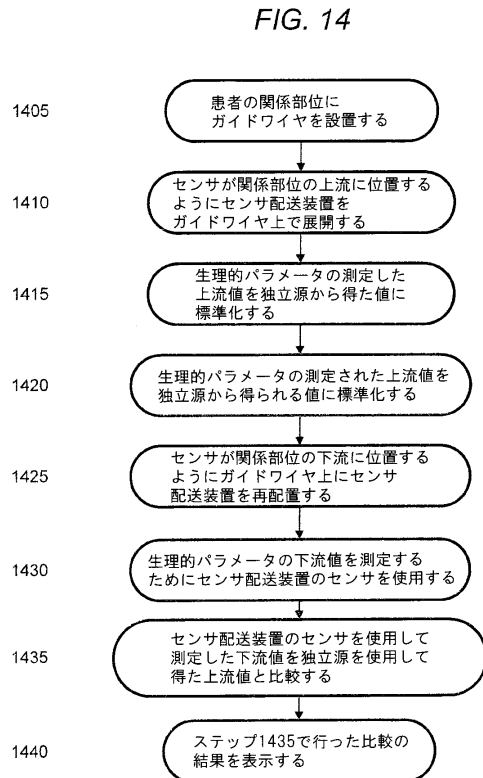 FIG. 14
1405
患者の関係部位に
ガイドワイヤを設置する
1410
センサが関係部位の上流に位置する
ようにセンサ配送装置を
ガイドワイヤ上で展開する
1415
生理的パラメータの測定した
上流値を独立源から得た値に
標準化する
1420
生理的パラメータの測定された上流値を
独立源から得られる値に標準化する
1425
センサが関係部位の下流に位置する
ようにガイドワイヤ上にセンサ
配送装置を再配置する
1430
生理的パラメータの下流値を測定する
ためにセンサ配送装置のセンサを使用する
1435
センサ配送装置のセンサを使用して
測定した下流値を独立源を使用して
得た上流値と比較する
1440
ステップ1435で行った比較の
結果を表示する